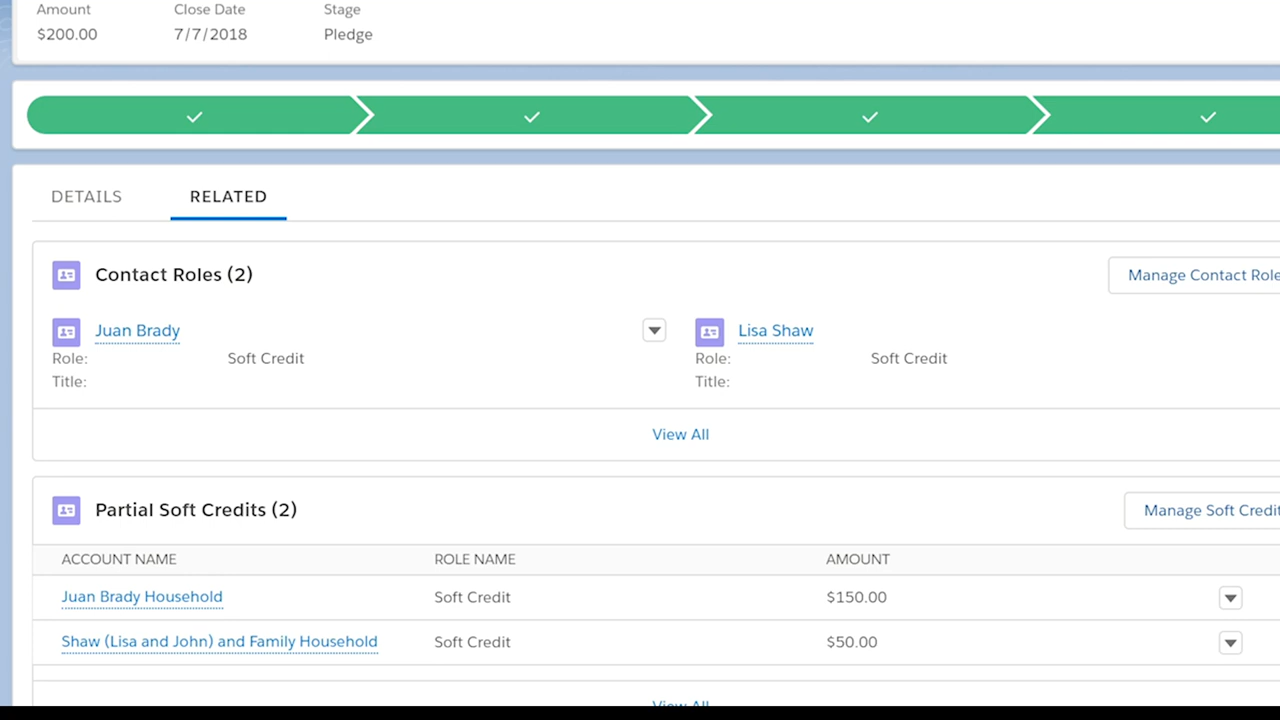 Amount Close Date Stage
$200.00 7/7/2018 Pledge
DETAILS RELATED
Contact Roles (2) Manage Contact Role
Juan Brady Lisa Shaw
Role: Soft Credit Role: Soft Credit
Title: Title:
View All
Partial Soft Credits (2) Manage Soft Credit
ACCOUNT NAME ROLE NAME AMOUNT
Juan Brady Household Soft Credit $150.00
Shaw (Lisa and John) and Family Household Soft Credit $50.00
View All